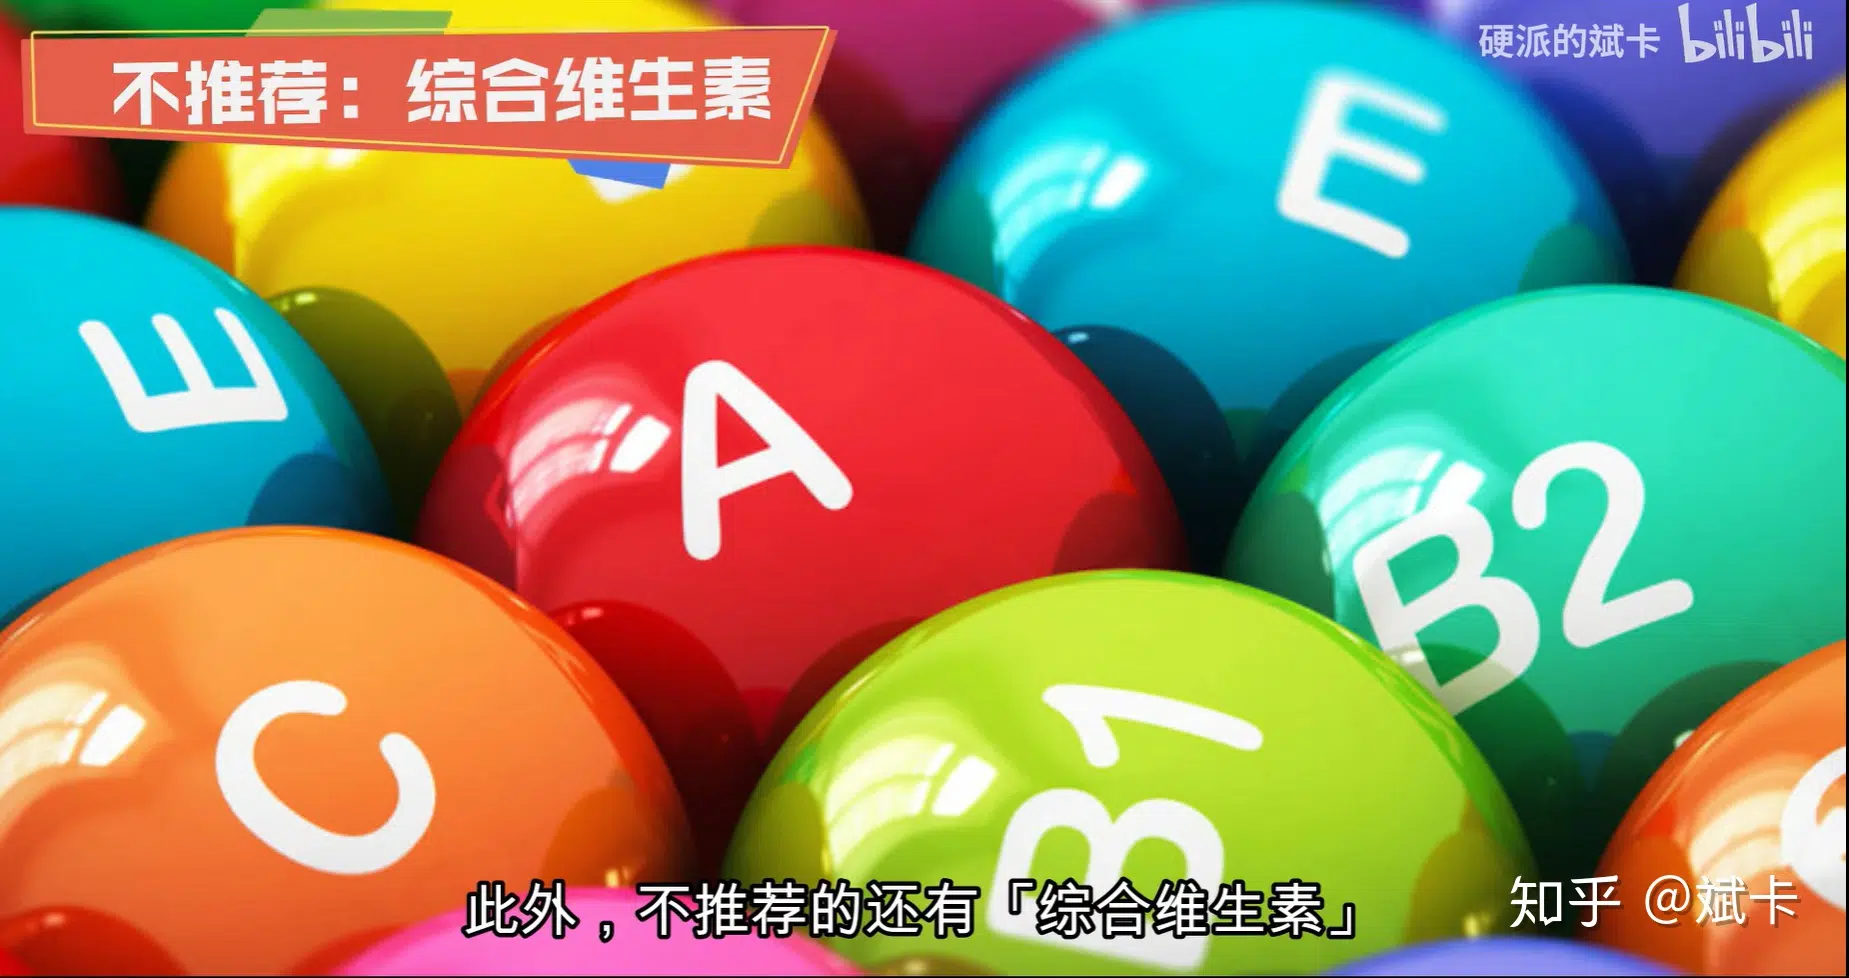 不推荐：综合维生素
硬派的斌卡 bilibili
E
E
A
B2
C
B1
此外，不推荐的还有「综合维生素」
知乎 @斌卡